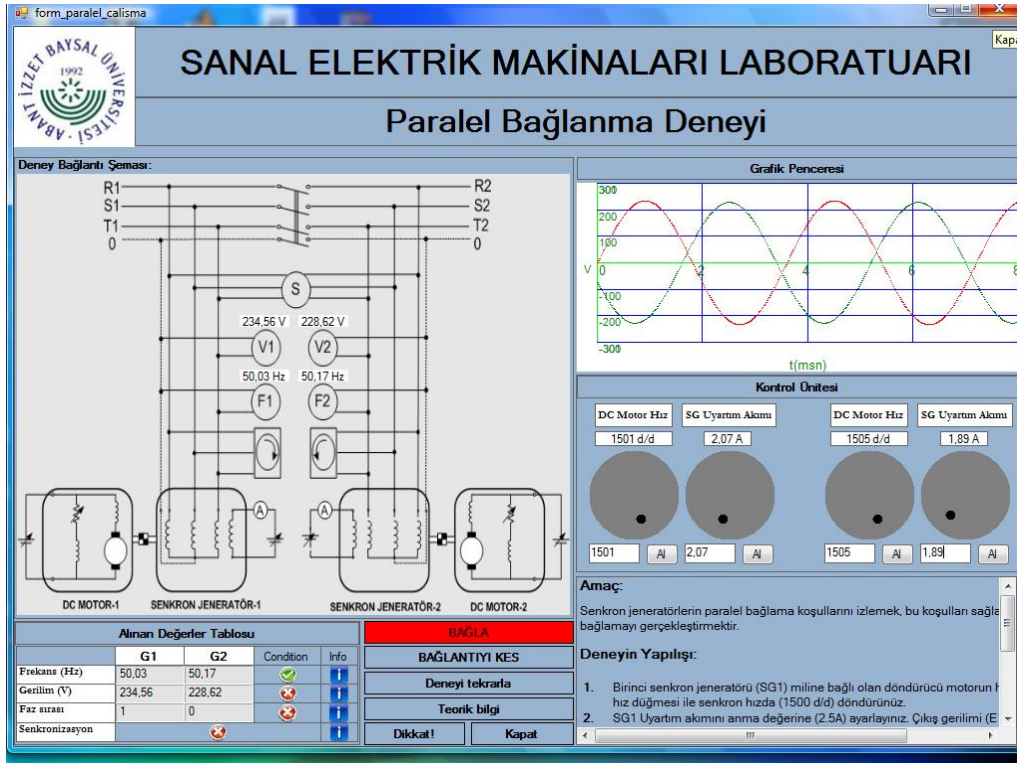 form_paralel_calisma
Kapa
ABANT İZZET BAYSAL ÜNİVERSİTESİ
1992
SANAL ELEKTRİK MAKİNALARI LABORATUARI
Paralel Bağlanma Deneyi
Deney Bağlantı Şeması:
R1 R2
S1 S2
T1 T2
0 0
S
234,56 V 228,62 V
V1 V2
50,03 Hz 50,17 Hz
F1 F2
A A
DC MOTOR-1 SENKRON JENERATÖR-1 SENKRON JENERATÖR-2 DC MOTOR-2
Grafik Penceresi
300
200
100
V 0 2 4 6 8
-100
-200
-300
t(msn)
Kontrol Ünitesi
DC Motor Hız SG Uyartım Akımı DC Motor Hız SG Uyartım Akımı
1501 d/d 2,07 A 1505 d/d 1,89 A
1501 Al 2,07 Al 1505 Al 1,89 Al
Alınan Değerler Tablosu
G1 G2 Condition Info
Frekans (Hz) 50,03 50,17
Gerilim (V) 234,56 228,62
Faz sırası 1 0
Senkronizasyon
BAĞLA
BAĞLANTIYI KES
Deneyi tekrarla
Teorik bilgi
Dikkat! Kapat
Amaç:
Senkron jeneratörlerin paralel bağlama koşullarını izlemek, bu koşulları sağla
bağlamayı gerçekleştirmektir.
Deneyin Yapılışı:
1. Birinci senkron jeneratörü (SG1) miline bağlı olan döndürücü motorun h
hız düğmesi ile senkron hızda (1500 d/d) döndürünüz.
2. SG1 Uyartım akımını anma değerine (2.5A) ayarlayınız. Çıkış gerilimi (E